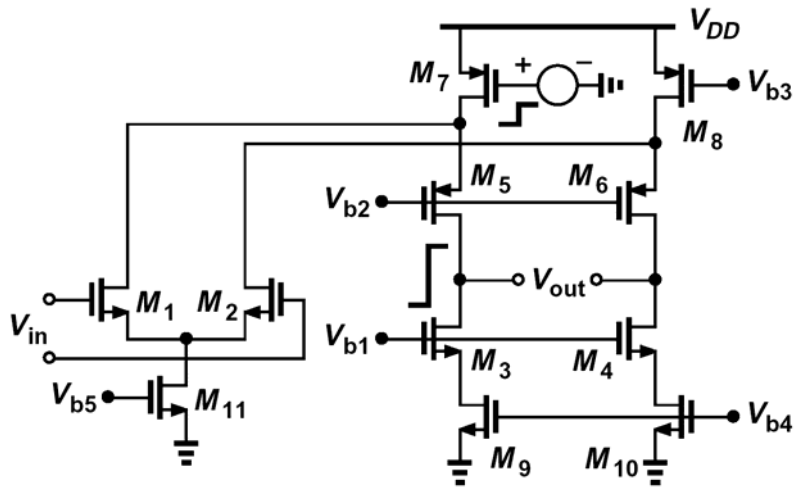 V_DD
M_7
+
−
V_b3
M_8
M_5
M_6
V_b2
V_out
M_1
M_2
V_in
V_b1
M_3
M_4
V_b5
M_11
V_b4
M_9
M_10